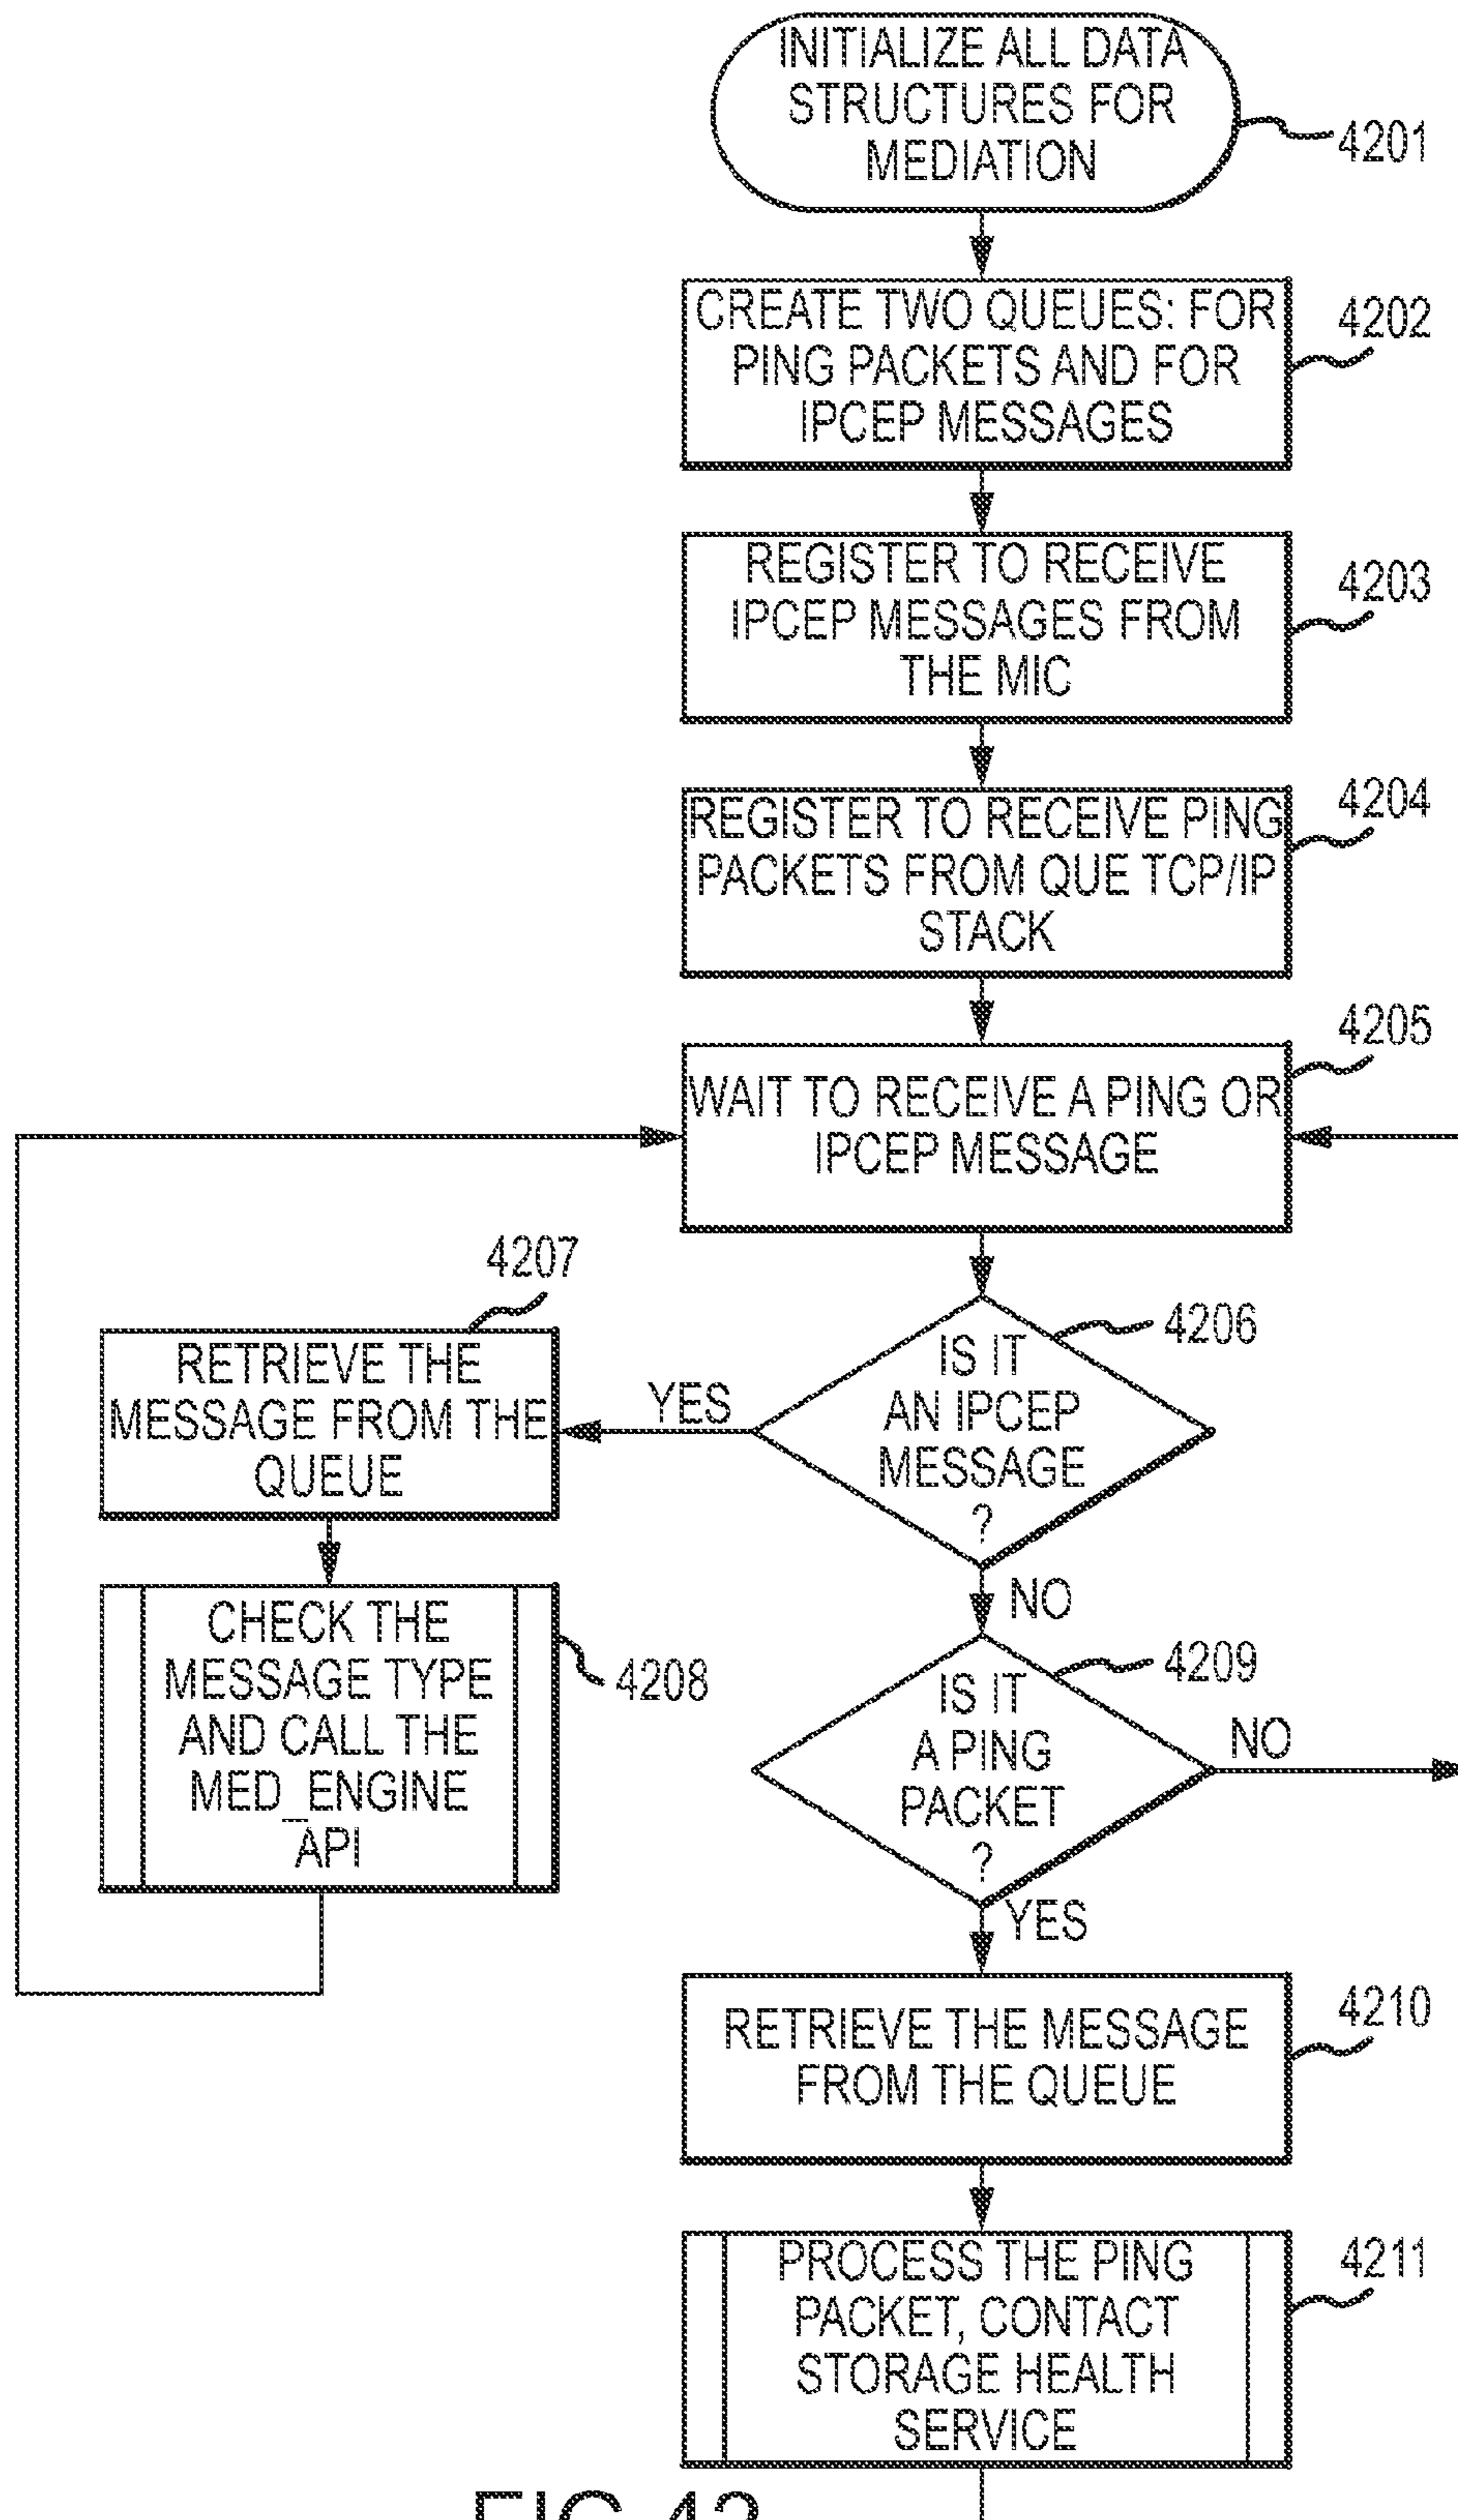 INITIALIZE ALL DATA
STRUCTURES FOR
MEDIATION
4201
CREATE TWO QUEUES: FOR
PING PACKETS AND FOR
IPCEP MESSAGES
4202
REGISTER TO RECEIVE
IPCEP MESSAGES FROM
THE MIC
4203
REGISTER TO RECEIVE PING
PACKETS FROM QUE TCP/IP
STACK
4204
WAIT TO RECEIVE A PING OR
IPCEP MESSAGE
4205
IS IT
AN IPCEP
MESSAGE
?
4206
YES
4207
RETRIEVE THE
MESSAGE FROM THE
QUEUE
CHECK THE
MESSAGE TYPE
AND CALL THE
MED_ENGINE
_API
4208
NO
IS IT
A PING
PACKET
?
4209
NO
YES
RETRIEVE THE MESSAGE
FROM THE QUEUE
4210
PROCESS THE PING
PACKET, CONTACT
STORAGE HEALTH
SERVICE
4211